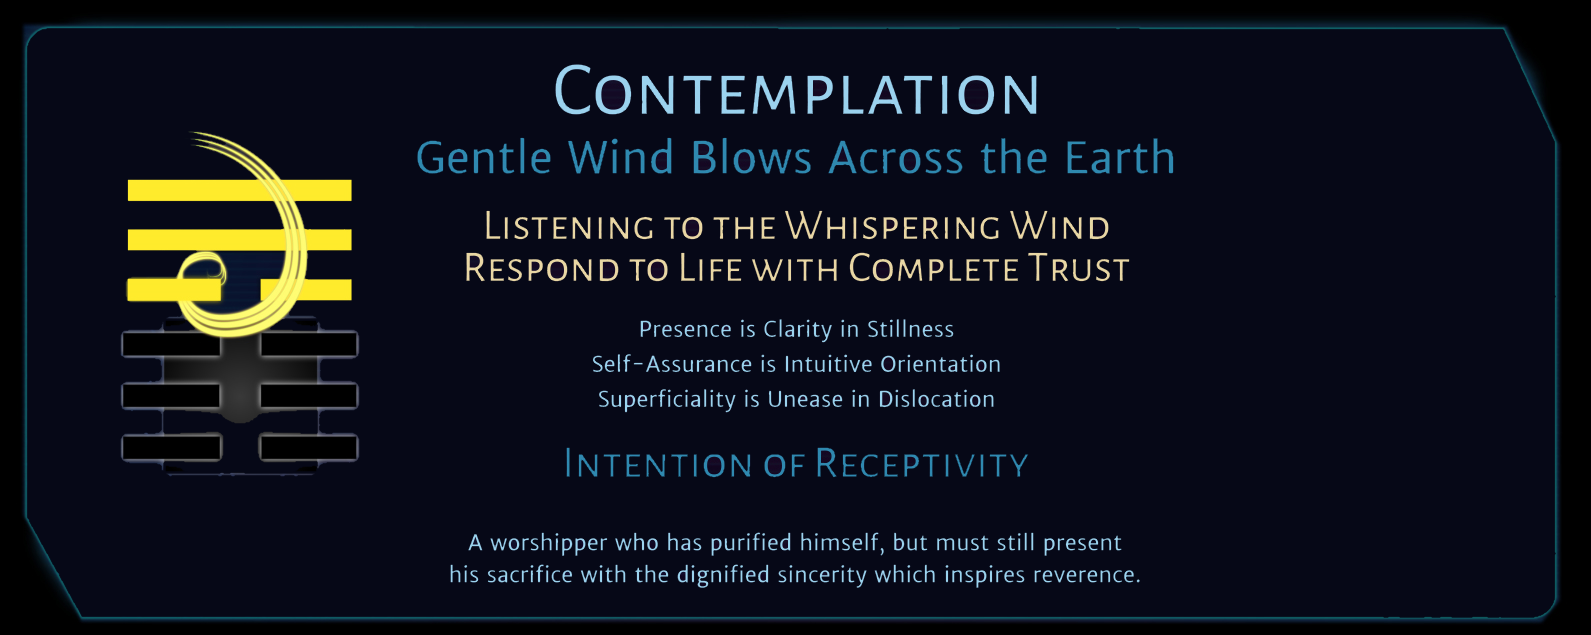 Contemplation
Gentle Wind Blows Across the Earth
Listening to the Whispering Wind
Respond to Life with Complete Trust
Presence is Clarity in Stillness
Self-Assurance is Intuitive Orientation
Superficiality is Unease in Dislocation
Intention of Receptivity
A worshipper who has purified himself, but must still present
his sacrifice with the dignified sincerity which inspires reverence.